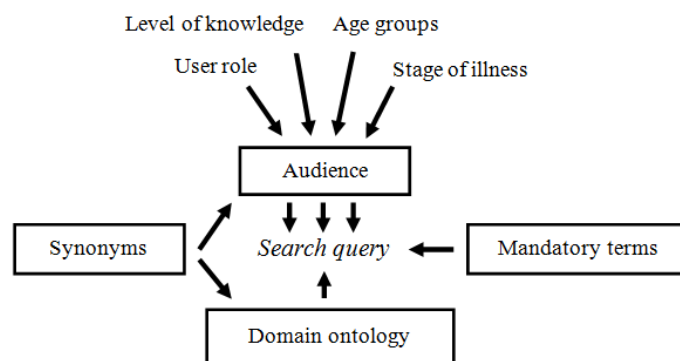 Level of knowledge
Age groups
User role
Stage of illness
Audience
Synonyms
Search query
Mandatory terms
Domain ontology